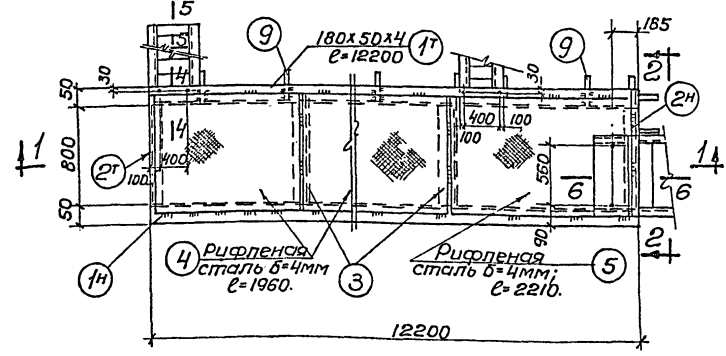 15
15
14
14
9
180x50x4
ℓ=12200
1т
9
185
2
30
30
50
800
50
1
2т
400
100
400
100
100
560
90
2н
1
6
6
2
1н
4
Рифленая
сталь б=4мм
ℓ=1960.
3
Рифленая
сталь б=4мм;
ℓ=2210.
5
12200